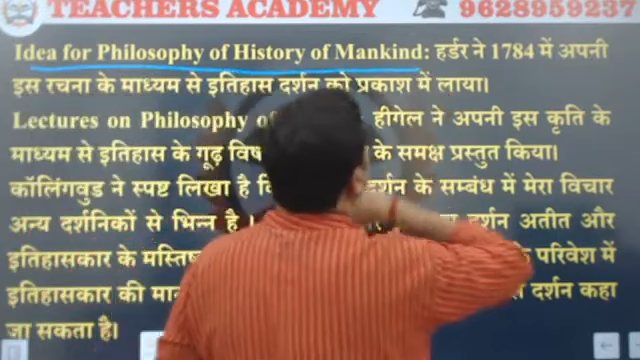 TEACHERS ACADEMY 9628959237
Idea for Philosophy of History of Mankind: हर्डर ने 1784 में अपनी
इस रचना के माध्यम से इतिहास दर्शन को प्रकाश में लाया।
Lectures on Philosophy of हीगेल ने अपनी इस कृति के
माध्यम से इतिहास के गूढ़ के समक्ष प्रस्तुत किया।
कॉलिंगवुड ने स्पष्ट लिखा है दर्शन के सम्बंध में मेरा विचार
अन्य दार्शनिकों से भिन्न है। दर्शन अतीत और
इतिहासकार के के परिवेश में
इतिहासकार की दर्शन कहा
जा सकता है।